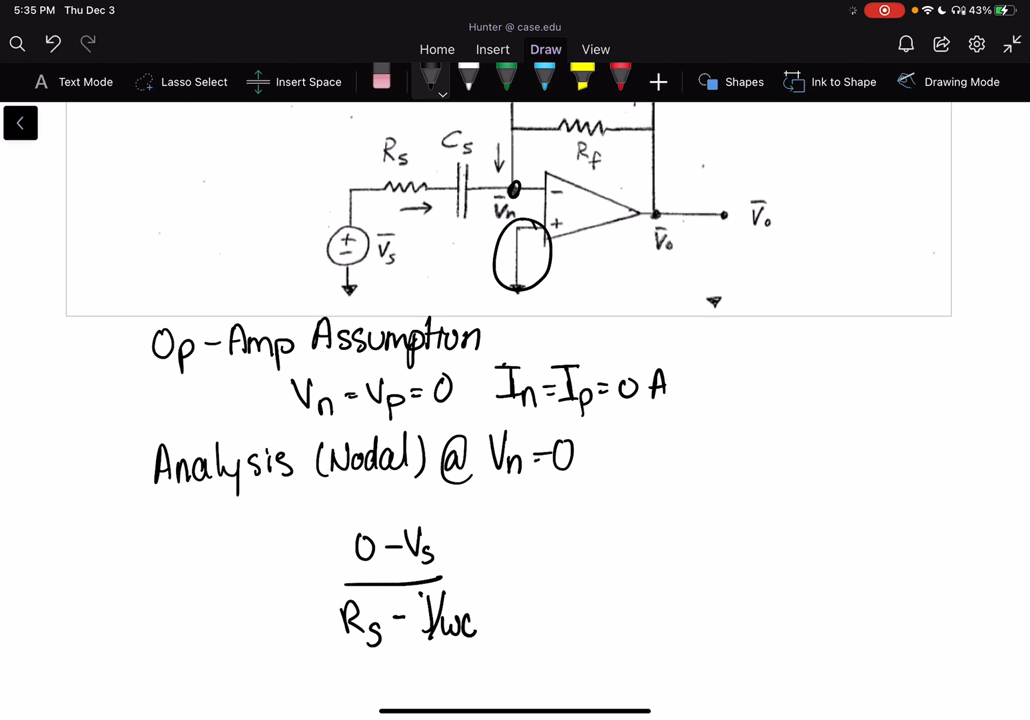 5:35 PM Thu Dec 3
43%
Hunter @ case.edu
Home Insert Draw View
A Text Mode Lasso Select Insert Space Shapes Ink to Shape Drawing Mode
Rf
Rs Cs
V̅n
− 
+
V̅o
V̅o
+
−
V̅s
Op-Amp Assumption
Vn = Vp = 0 In = Ip = 0 A
Analysis (Nodal) @ Vn = 0
0 - Vs
Rs - j/wc